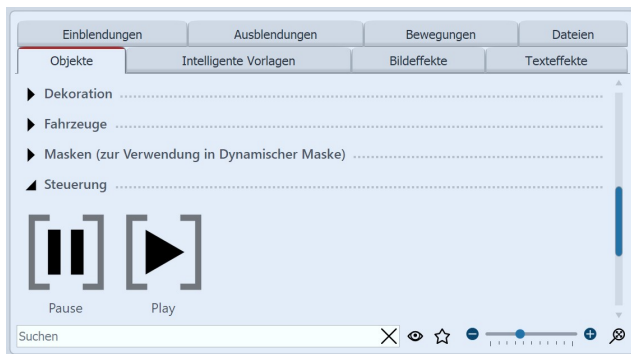 Einblendungen Ausblendungen Bewegungen Dateien
Objekte Intelligente Vorlagen Bildeffekte Texteffekte
Dekoration
Fahrzeuge
Masken (zur Verwendung in Dynamischer Maske)
Steuerung
Pause Play
Suchen